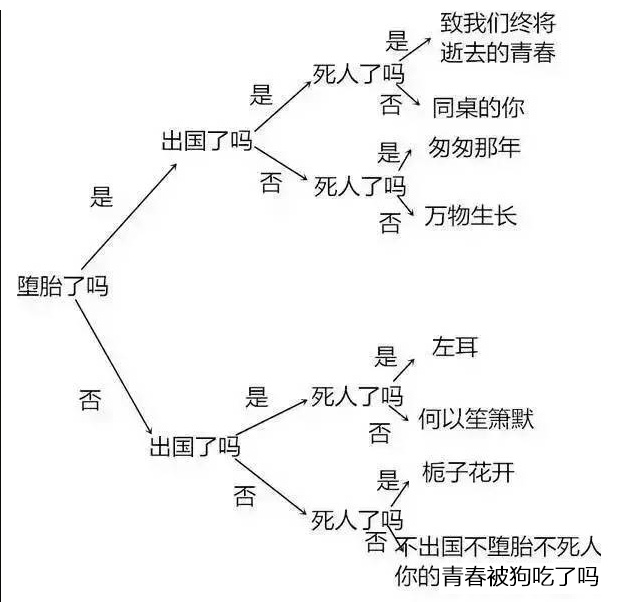 致我们终将
逝去的青春
是
死人了吗
是
否
同桌的你
出国了吗
是
匆匆那年
否
死人了吗
是
否
万物生长
堕胎了吗
是
左耳
否
是
死人了吗
否
何以笙箫默
出国了吗
是
栀子花开
否
死人了吗
否
不出国不堕胎不死人
你的青春被狗吃了吗